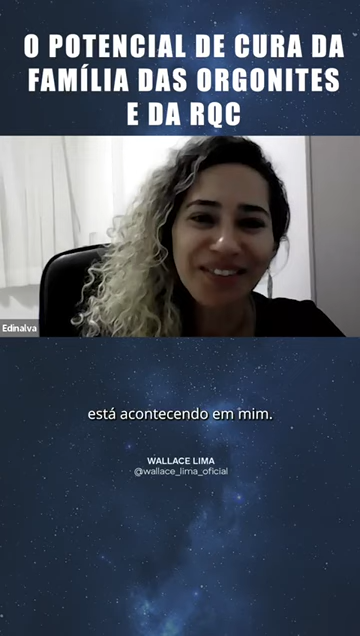 O POTENCIAL DE CURA DA
FAMÍLIA DAS ORGONITES
E DA RQC
Edinalva
está acontecendo em mim.
WALLACE LIMA
@wallace_lima_oficial